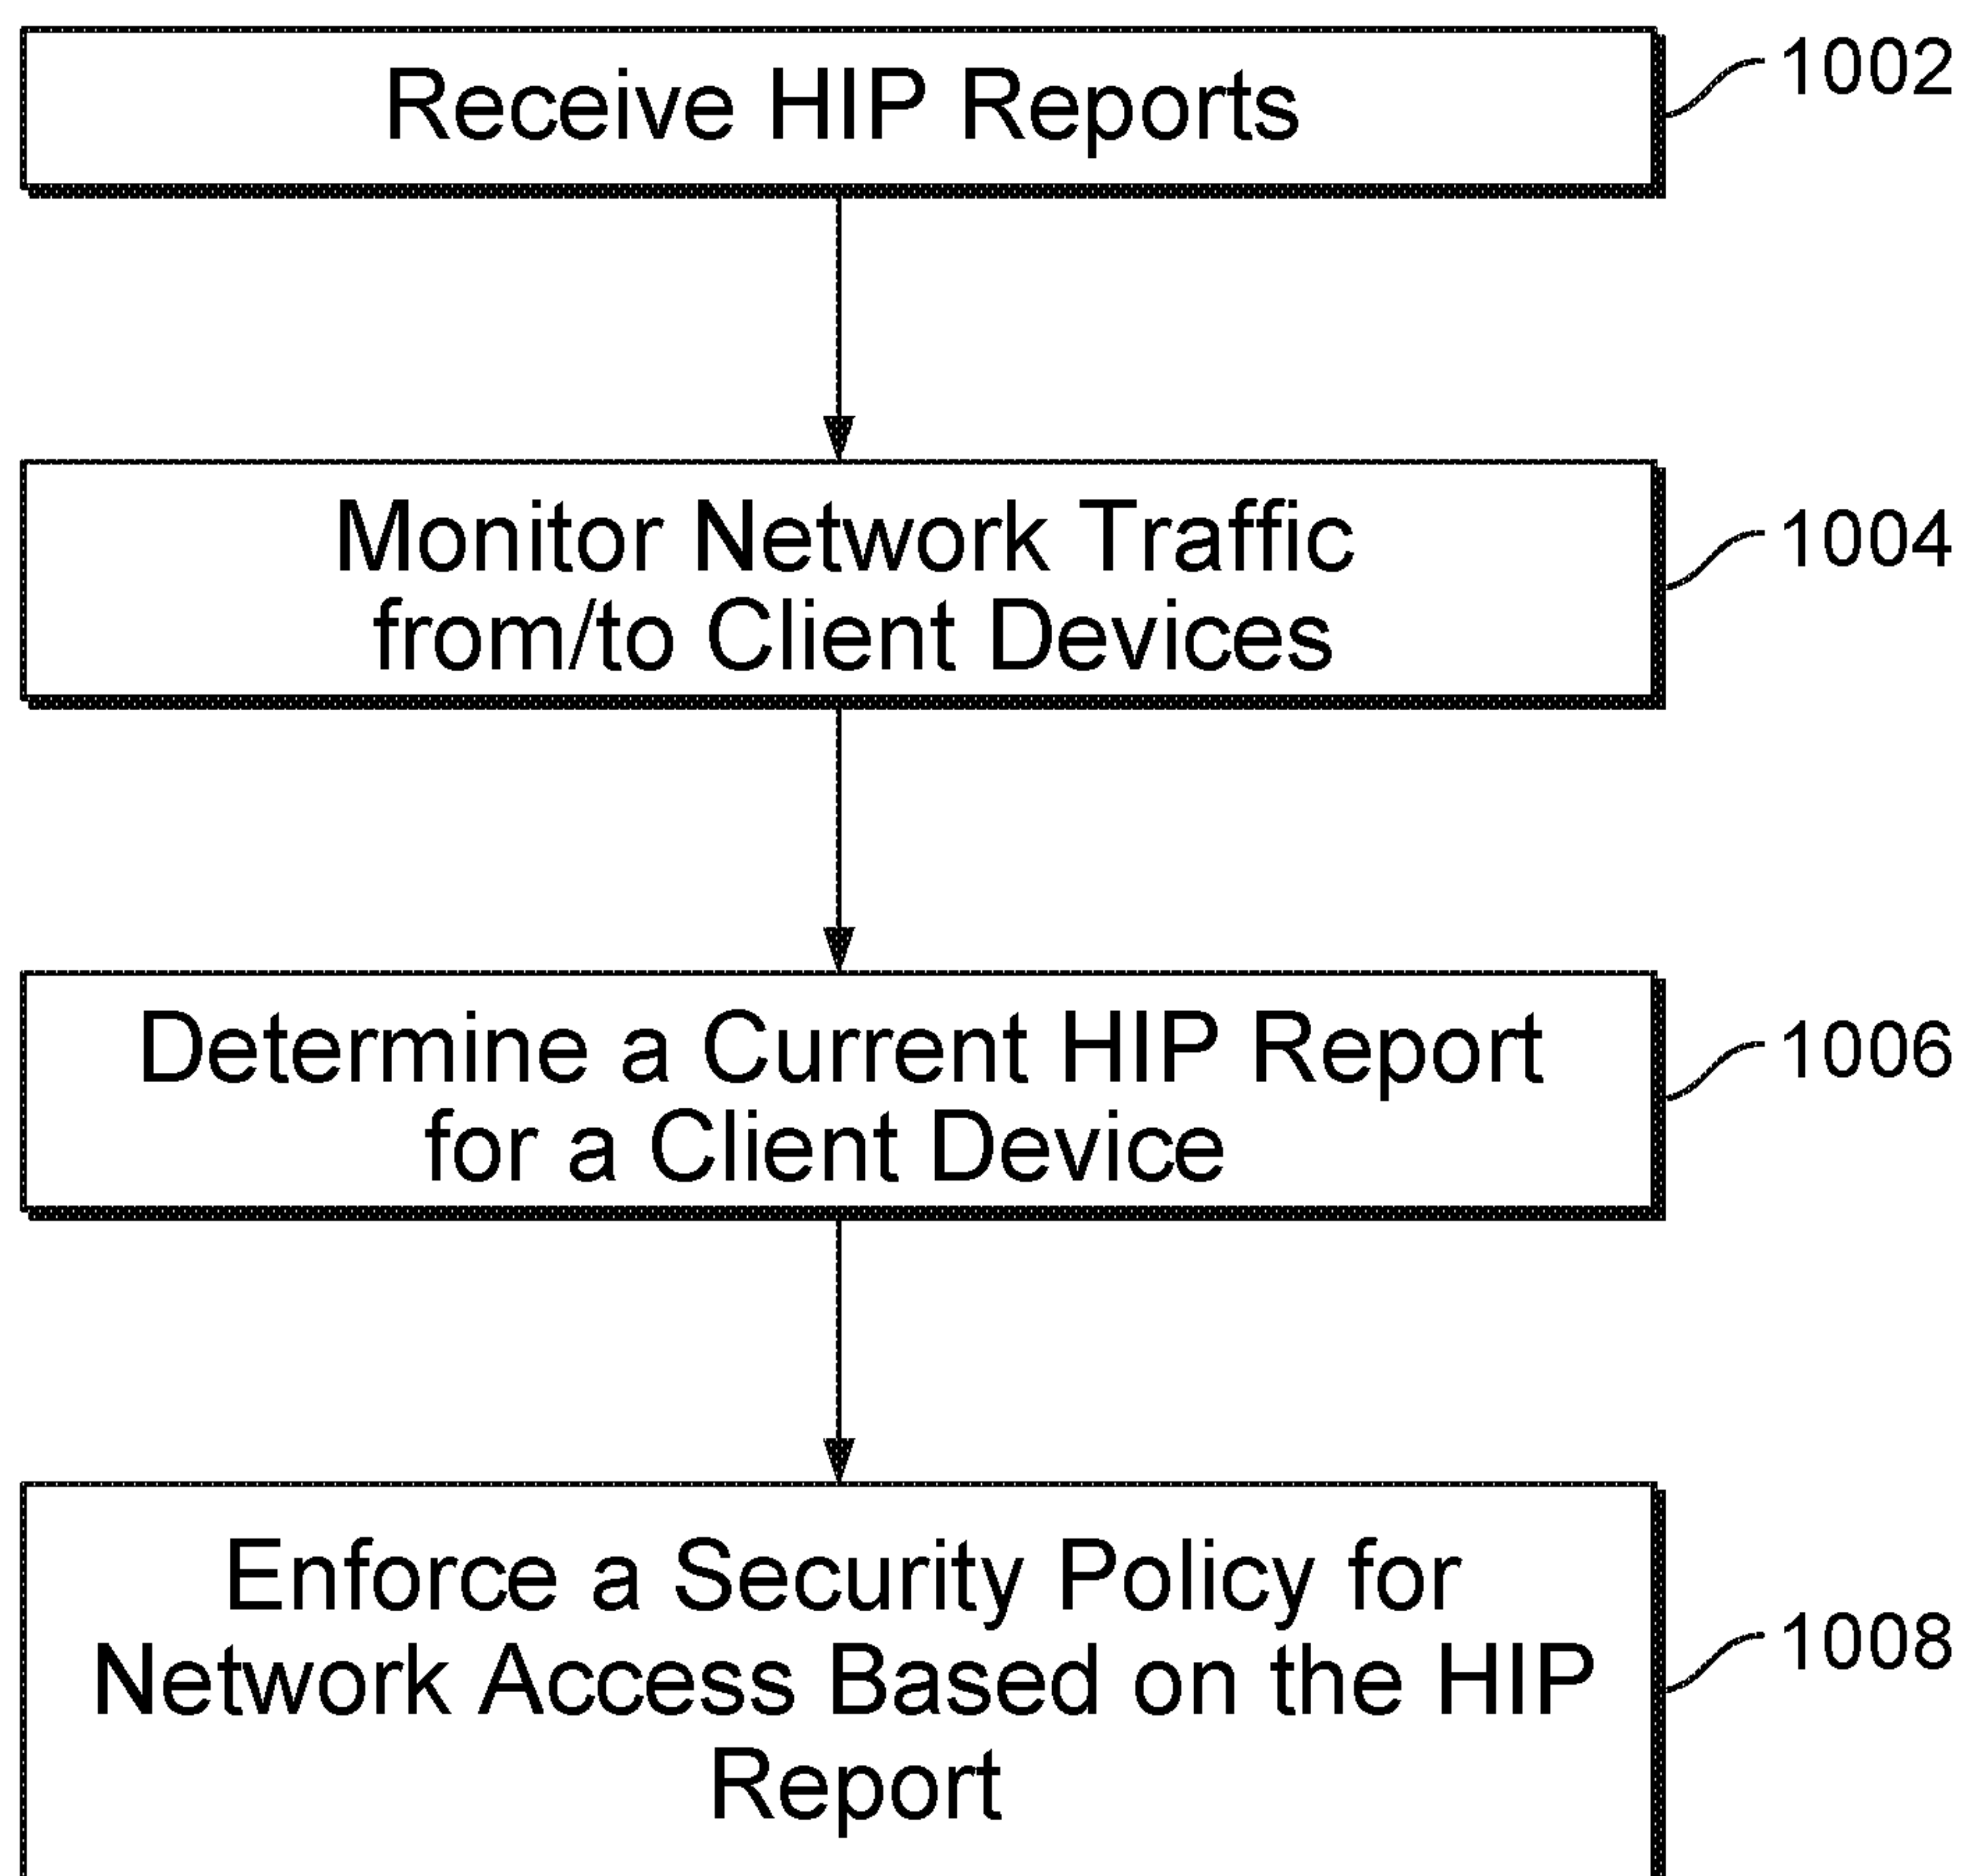 Receive HIP Reports
1002
Monitor Network Traffic
from/to Client Devices
1004
Determine a Current HIP Report
for a Client Device
1006
Enforce a Security Policy for
Network Access Based on the HIP
Report
1008